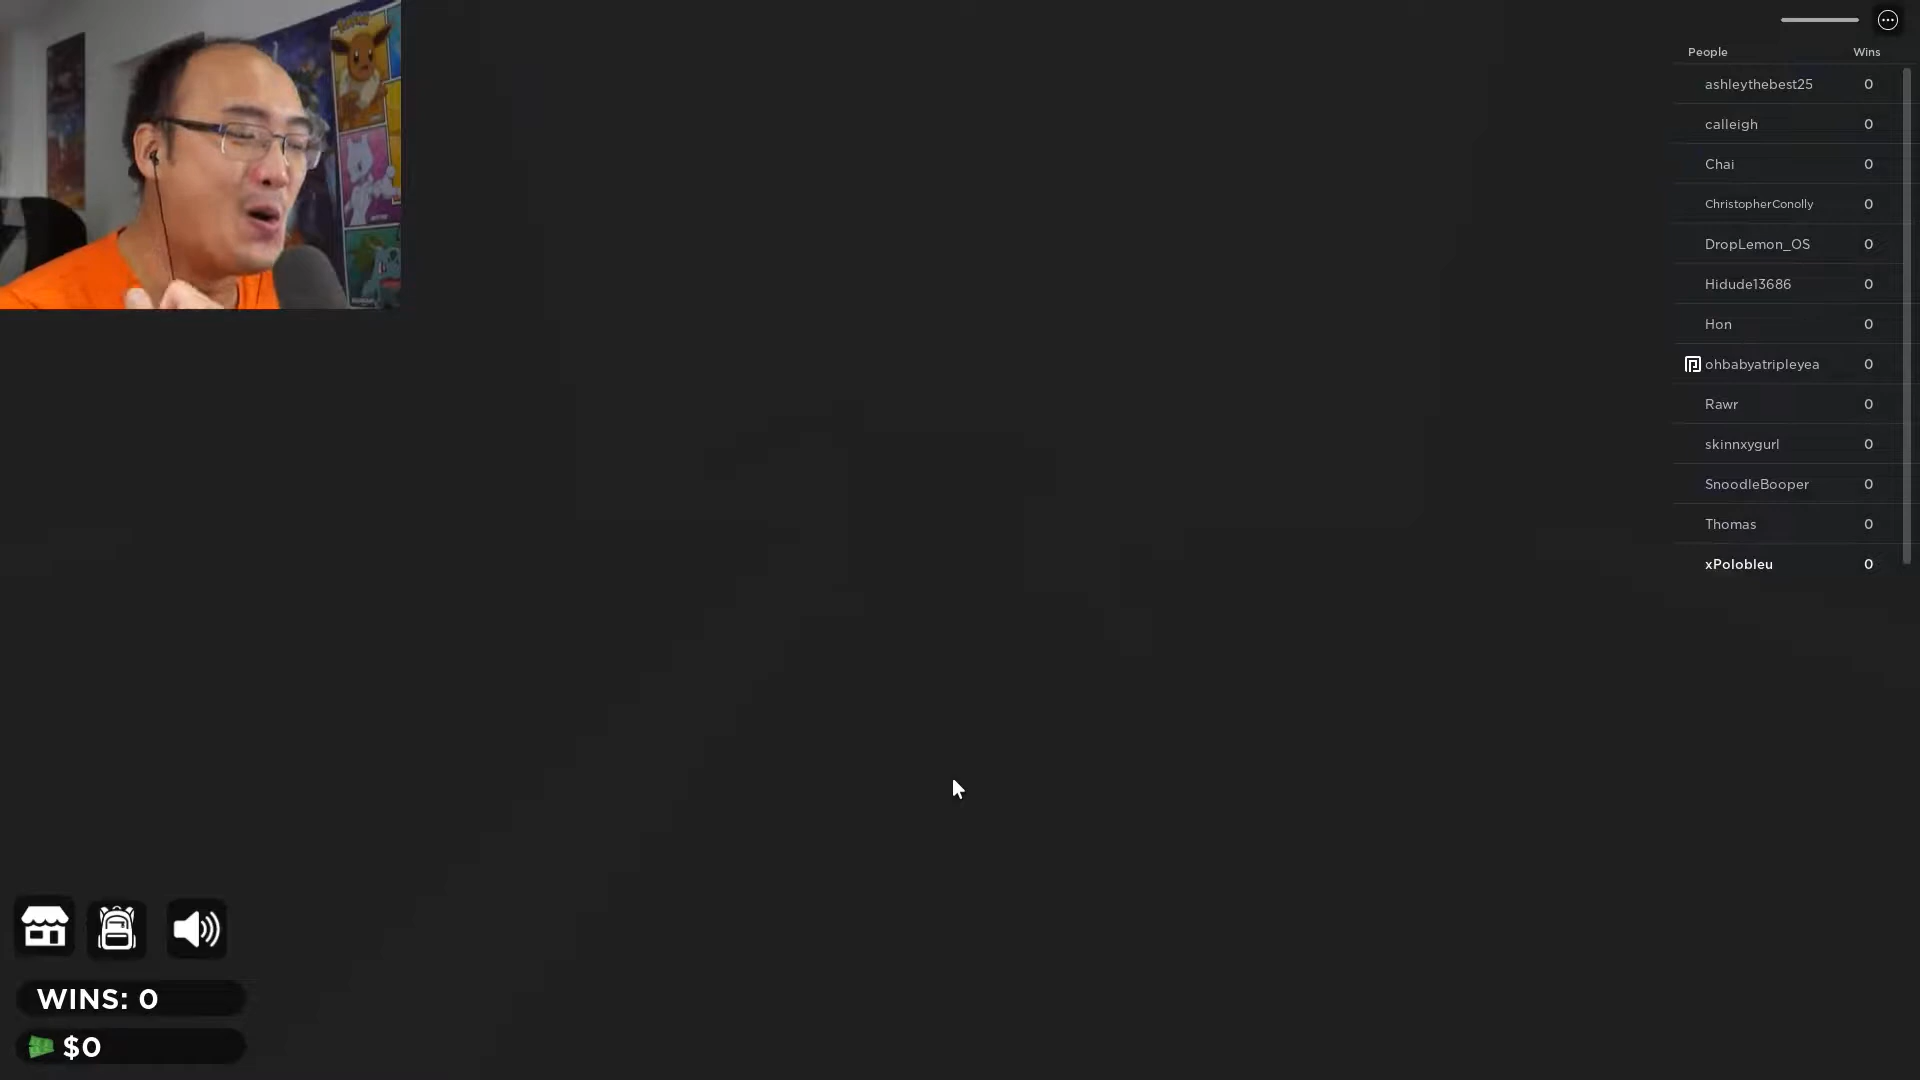 People Wins
ashleythebest25 0
calleigh 0
Chai 0
ChristopherConolly 0
DropLemon_OS 0
Hidude13686 0
Hon 0
ohbabyatripleyea 0
Rawr 0
skinnxygurl 0
SnoodleBooper 0
Thomas 0
xPolobleu 0
WINS: 0
$0